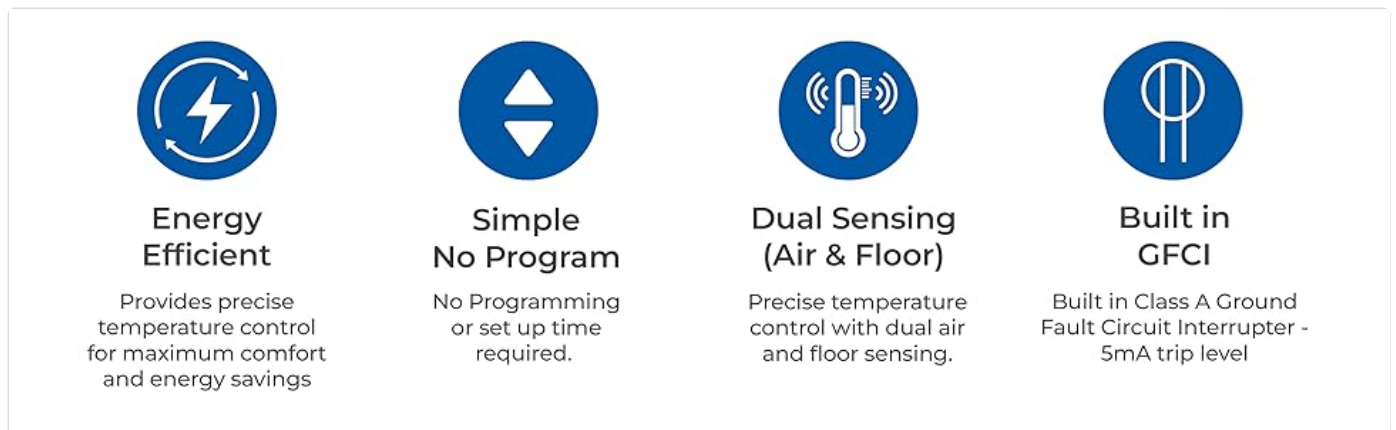 Energy
Efficient
Provides precise
temperature control
for maximum comfort
and energy savings
Simple
No Program
No Programming
or set up time
required.
Dual Sensing
(Air & Floor)
Precise temperature
control with dual air
and floor sensing.
Built in
GFCI
Built in Class A Ground
Fault Circuit Interrupter -
5mA trip level